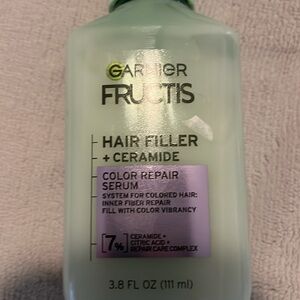 GARNIER
FRUCTIS
HAIR FILLER
+ CERAMIDE
COLOR REPAIR
SERUM
SYSTEM FOR COLORED HAIR:
INNER FIBER REPAIR
FILL WITH COLOR VIBRANCY
7%
CERAMIDE +
CITRIC ACID +
REPAIR CARE COMPLEX
3.8 FL OZ (111 ml)